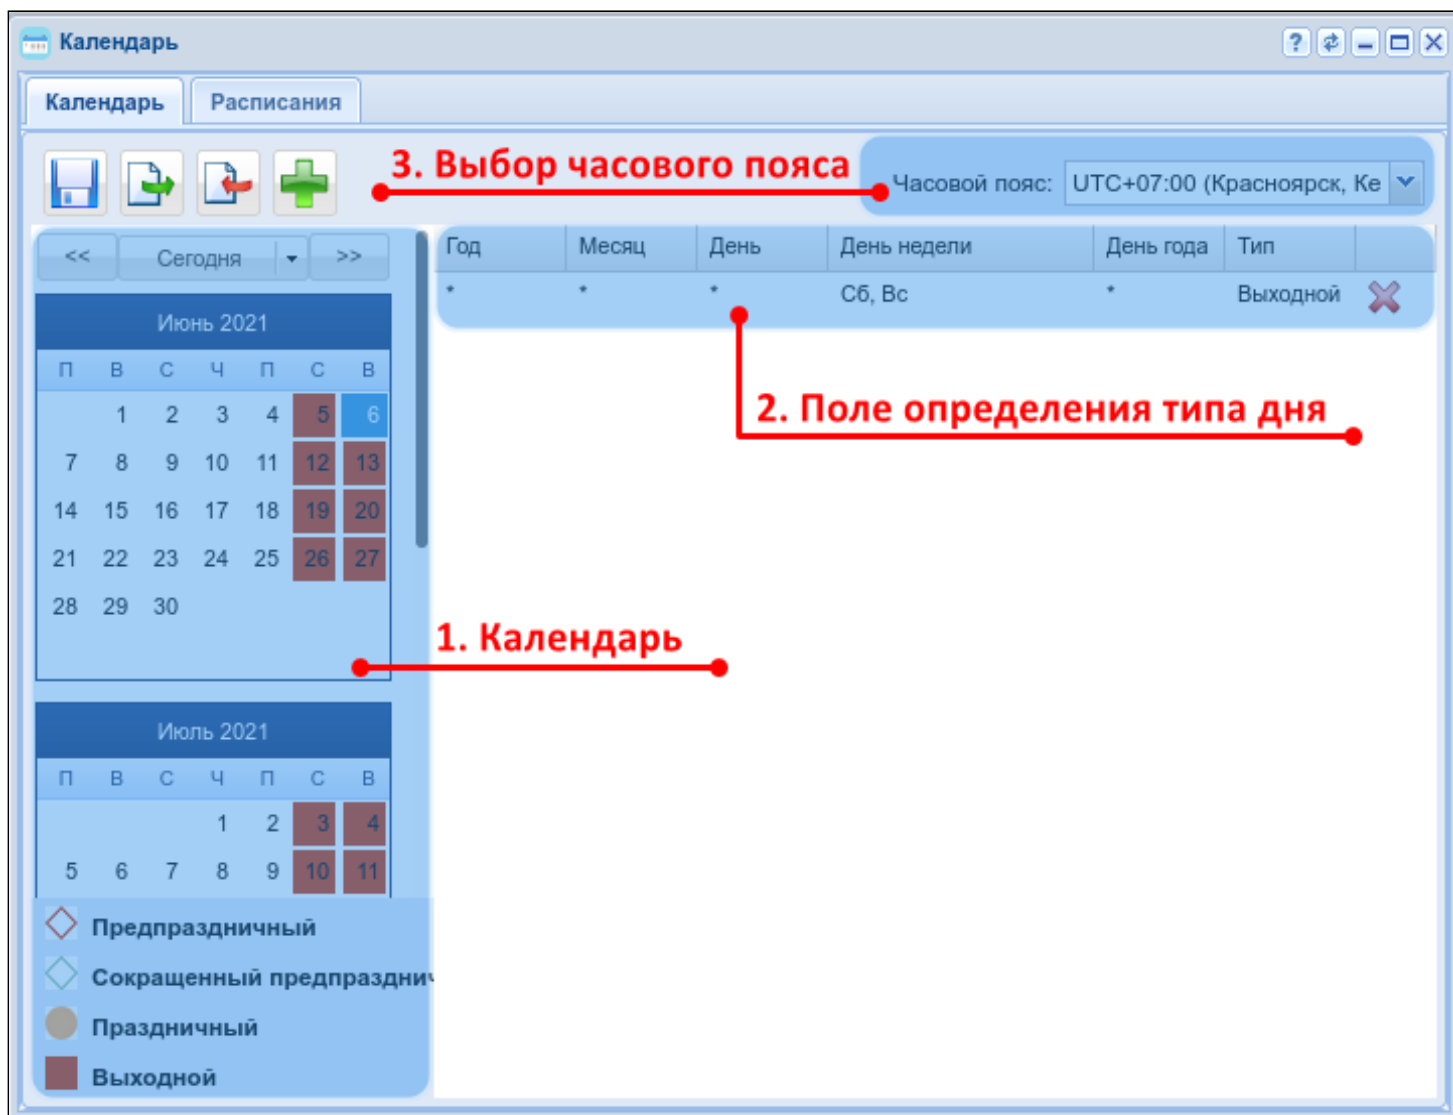 Календарь
Календарь Расписания
3. Выбор часового пояса Часовой пояс: UTC+07:00 (Красноярск, Ке
<< Сегодня >>
Год Месяц День День недели День года Тип
* * * Сб, Вс * Выходной
Июнь 2021
П В С Ч П С В
1 2 3 4 5 6
7 8 9 10 11 12 13
14 15 16 17 18 19 20
21 22 23 24 25 26 27
28 29 30
2. Поле определения типа дня
1. Календарь
Июль 2021
П В С Ч П С В
1 2 3 4
5 6 7 8 9 10 11
Предпраздничный
Сокращенный предпразднич
Праздничный
Выходной